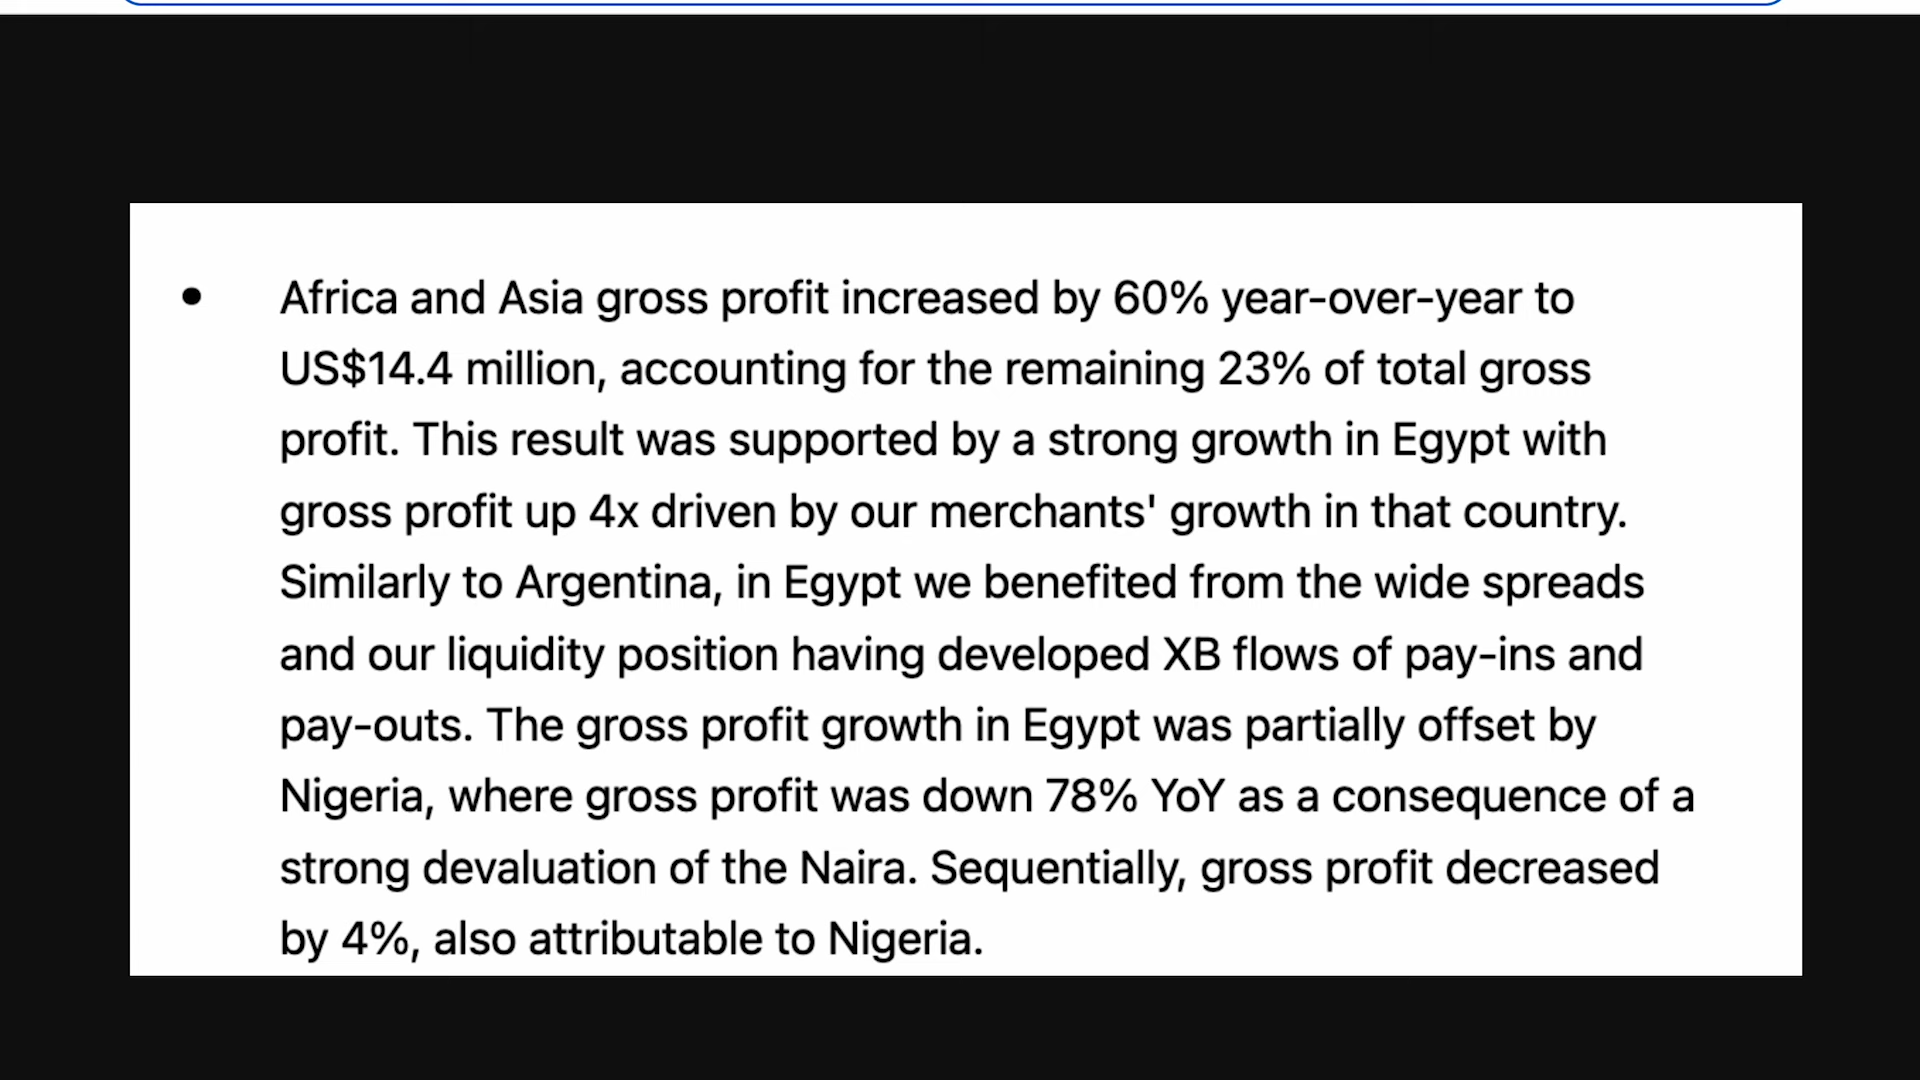 • Africa and Asia gross profit increased by 60% year-over-year to
US$14.4 million, accounting for the remaining 23% of total gross
profit. This result was supported by a strong growth in Egypt with
gross profit up 4x driven by our merchants' growth in that country.
Similarly to Argentina, in Egypt we benefited from the wide spreads
and our liquidity position having developed XB flows of pay-ins and
pay-outs. The gross profit growth in Egypt was partially offset by
Nigeria, where gross profit was down 78% YoY as a consequence of a
strong devaluation of the Naira. Sequentially, gross profit decreased
by 4%, also attributable to Nigeria.